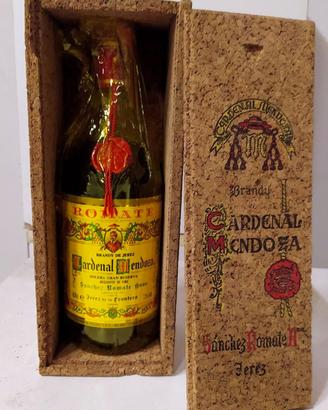 ROMATE
BRANDY DE JEREZ
Cardenal Mendoza
SOLERA GRAN RESERVA
Sánchez Romate Hnos
Jerez de la Frontera
CARDENAL MENDOZA
Brandy
CARDENAL
MENDOZA
Sánchez Romate Hnos
Jerez